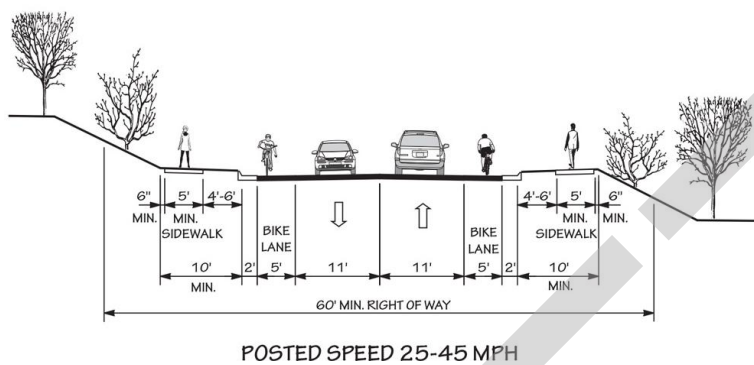 6" 5' 4'-6' 4'-6' 5' 6"
MIN. MIN. BIKE BIKE MIN. MIN.
SIDEWALK LANE LANE SIDEWALK
10' 2' 5' 11' 11' 5' 2' 10'
MIN. MIN.
60' MIN. RIGHT OF WAY
POSTED SPEED 25-45 MPH